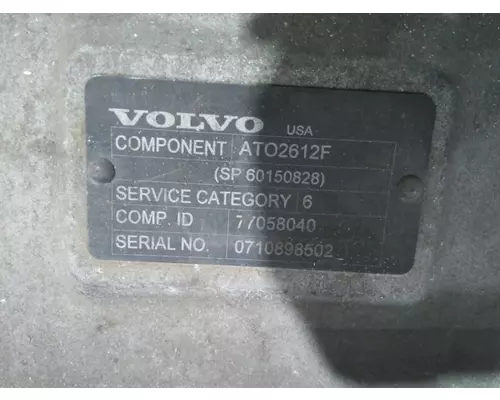 VOLVO USA
COMPONENT ATO2612F
(SP 60150828)
SERVICE CATEGORY 6
COMP. ID 77058040
SERIAL NO. 0710898502